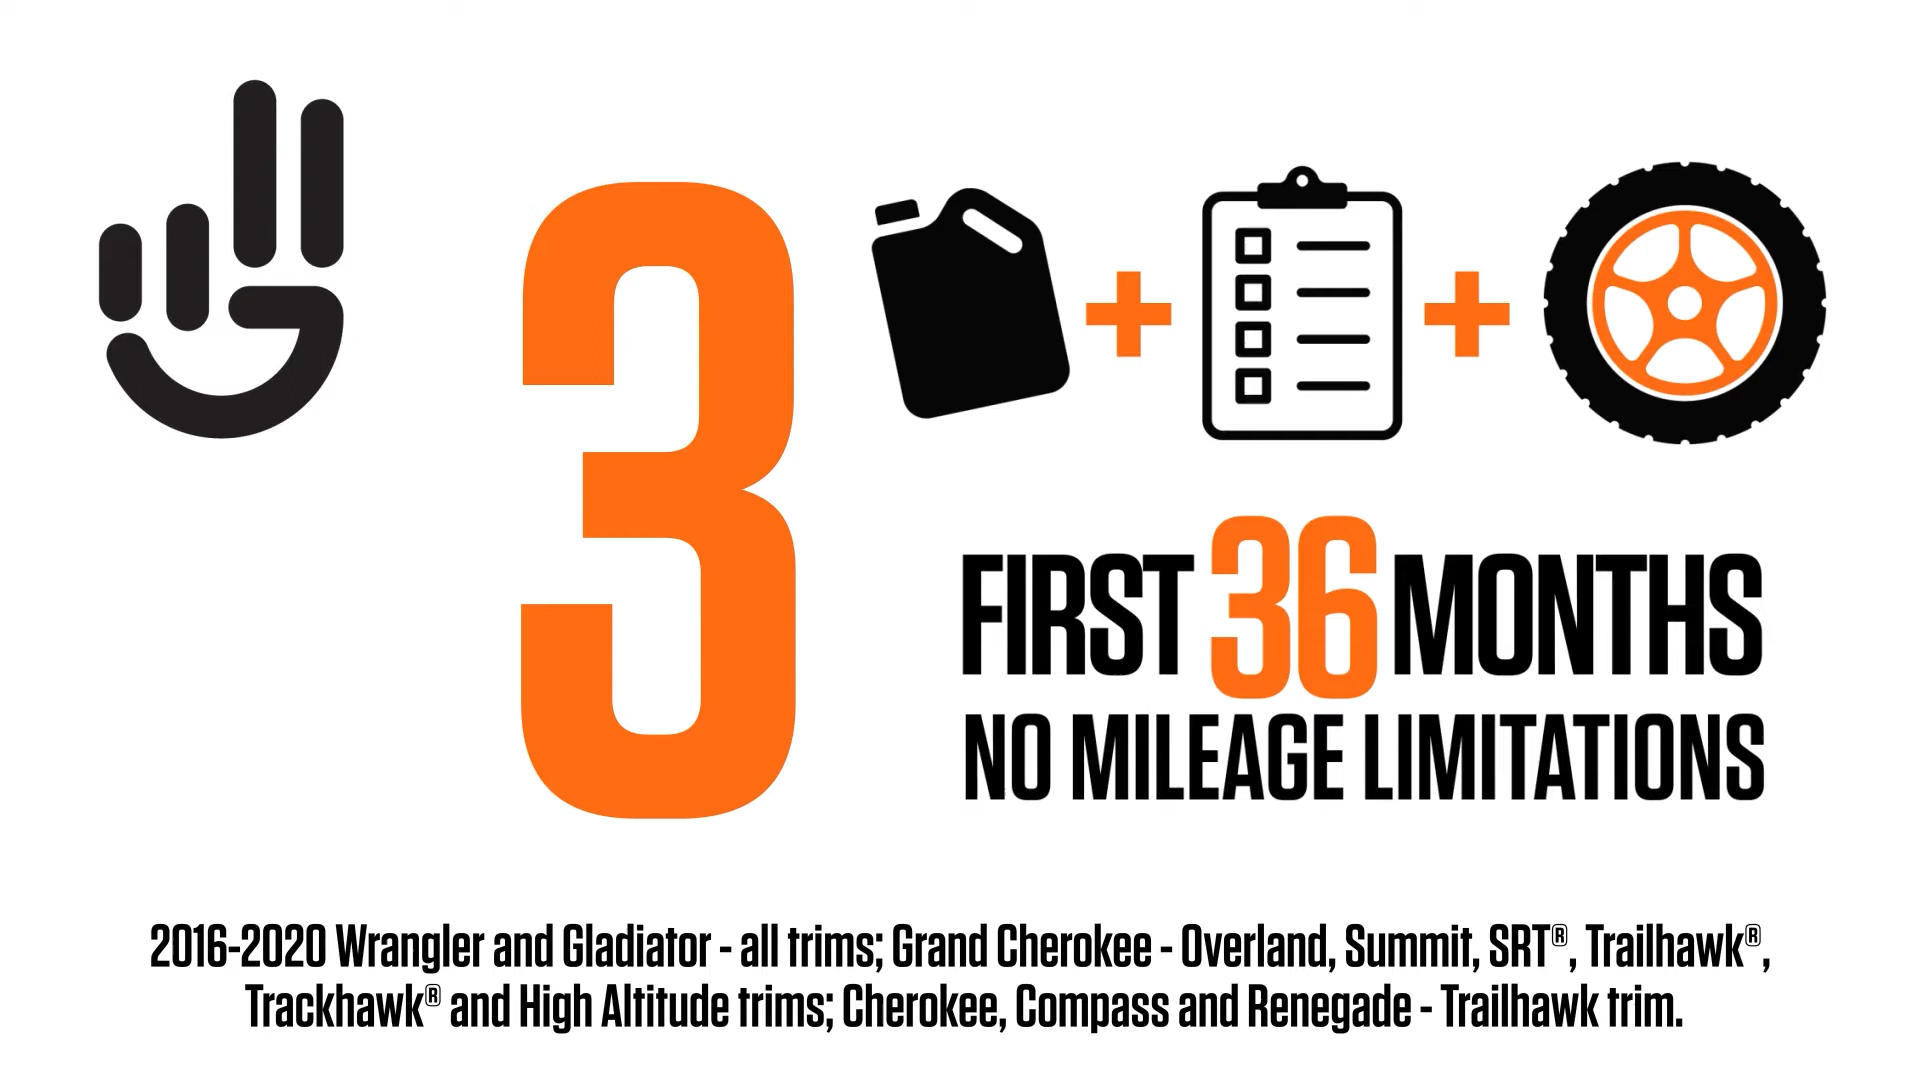 3
FIRST 36 MONTHS
NO MILEAGE LIMITATIONS
2016-2020 Wrangler and Gladiator - all trims; Grand Cherokee - Overland, Summit, SRT®, Trailhawk®,
Trackhawk® and High Altitude trims; Cherokee, Compass and Renegade - Trailhawk trim.